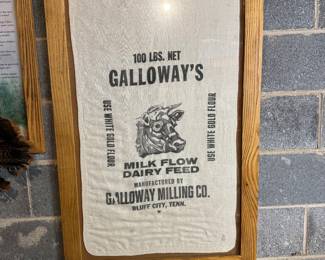 100 LBS. NET
GALLOWAY'S
USE WHITE GOLD FLOUR
USE WHITE GOLD FLOUR
MILK FLOW
DAIRY FEED
MANUFACTURED BY
GALLOWAY MILLING CO.
BLUFF CITY, TENN.